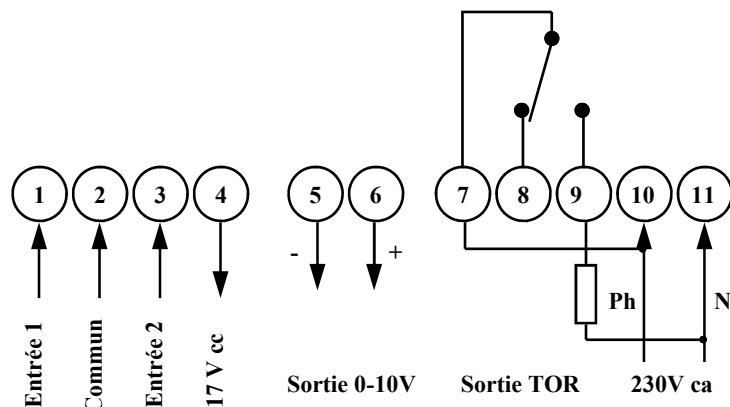 1 2 3 4 5 6 7 8 9 10 11
- +
Ph N
Entrée 1
Commun
Entrée 2
17 V cc
Sortie 0-10V Sortie TOR 230V ca